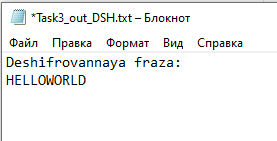 *Task3_out_DSH.txt – Блокнот
Файл Правка Формат Вид Справка
Deshifrovannaya fraza:
HELLOWORLD